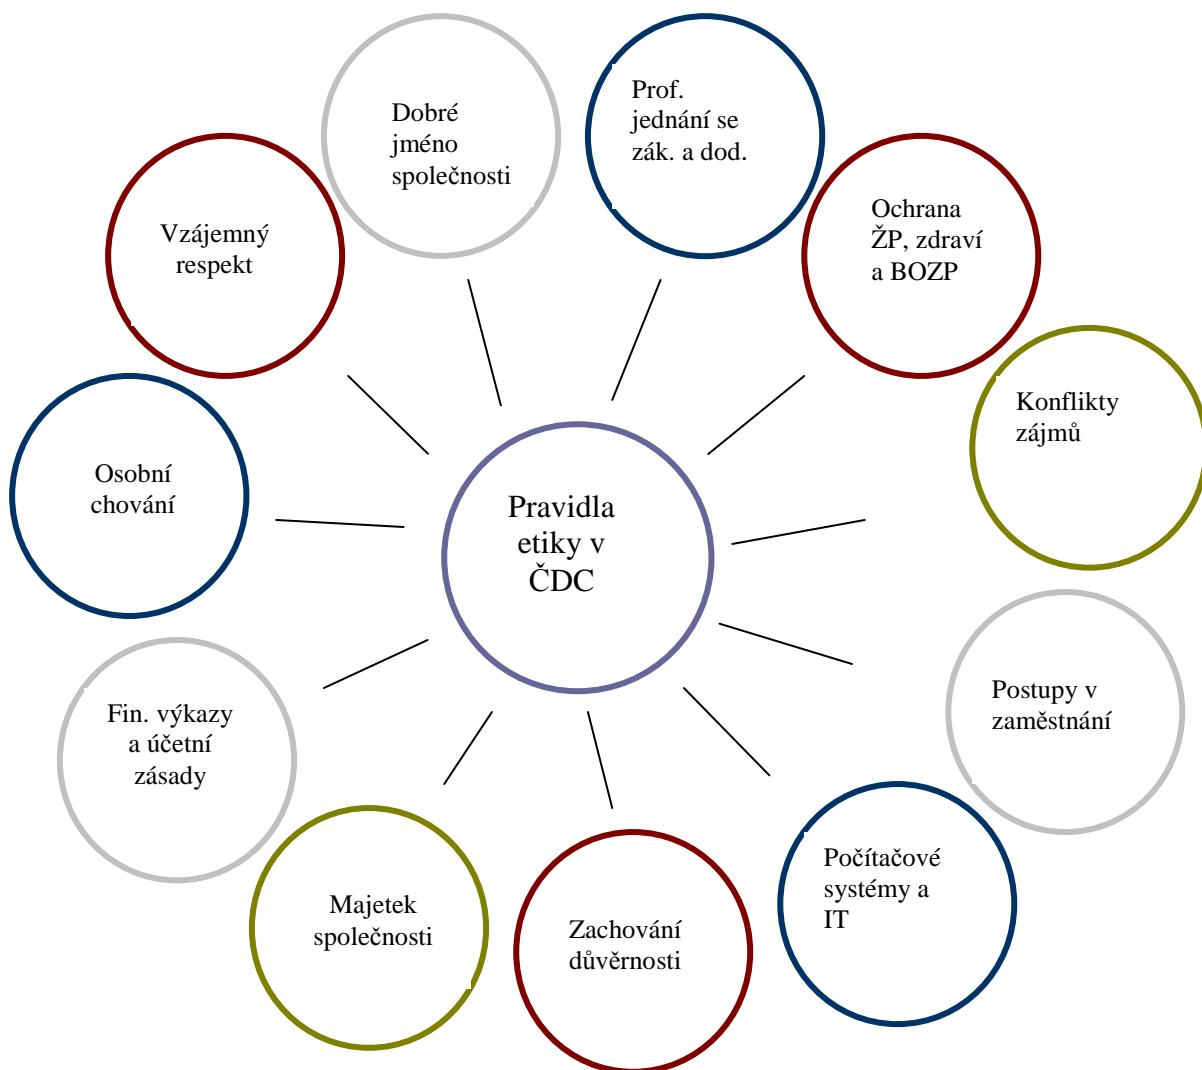 Dobré
jméno
společnosti
Prof.
jednání se
zák. a dod.
Ochrana
ŽP, zdraví
a BOZP
Vzájemný
respekt
Konflikty
zájmů
Osobní
chování
Pravidla
etiky v
ČDC
Postupy v
zaměstnání
Fin. výkazy
a účetní
zásady
Počítačové
systémy a
IT
Majetek
společnosti
Zachování
důvěrnosti